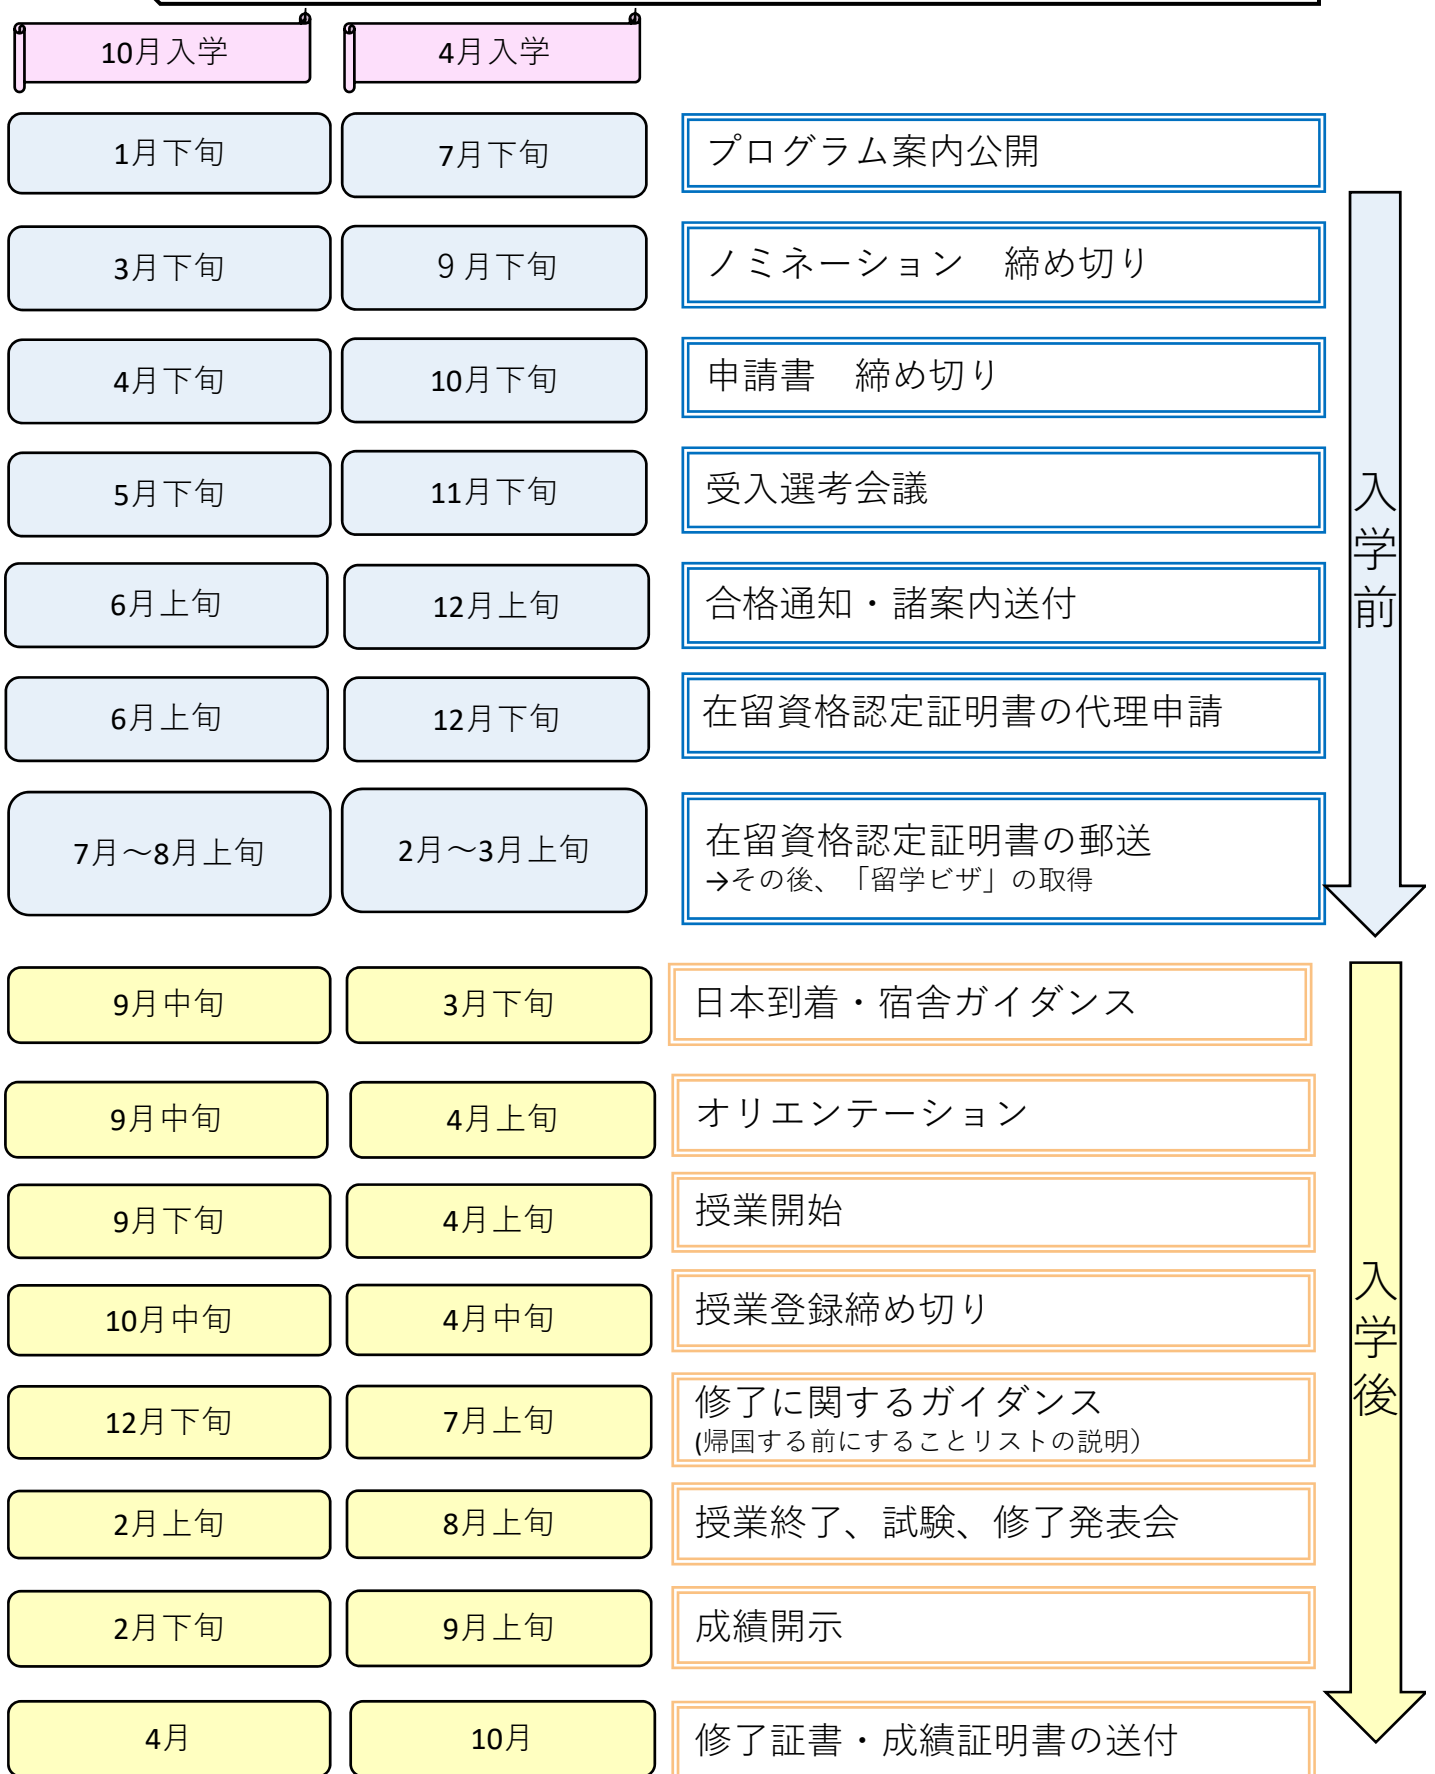 10月入学 4月入学
1月下旬 7月下旬 プログラム案内公開
3月下旬 ９月下旬 ノミネーション　締め切り
4月下旬 10月下旬 申請書　締め切り
5月下旬 11月下旬 受入選考会議
6月上旬 12月上旬 合格通知・諸案内送付
6月上旬 12月下旬 在留資格認定証明書の代理申請
7月～8月上旬 2月～3月上旬 在留資格認定証明書の郵送
→その後、「留学ビザ」の取得
入学前
9月中旬 3月下旬 日本到着・宿舎ガイダンス
9月中旬 4月上旬 オリエンテーション
9月下旬 4月上旬 授業開始
10月中旬 4月中旬 授業登録締め切り
12月下旬 7月上旬 修了に関するガイダンス
(帰国する前にすることリストの説明）
2月上旬 8月上旬 授業終了、試験、修了発表会
2月下旬 9月上旬 成績開示
4月 10月 修了証書・成績証明書の送付
入学後